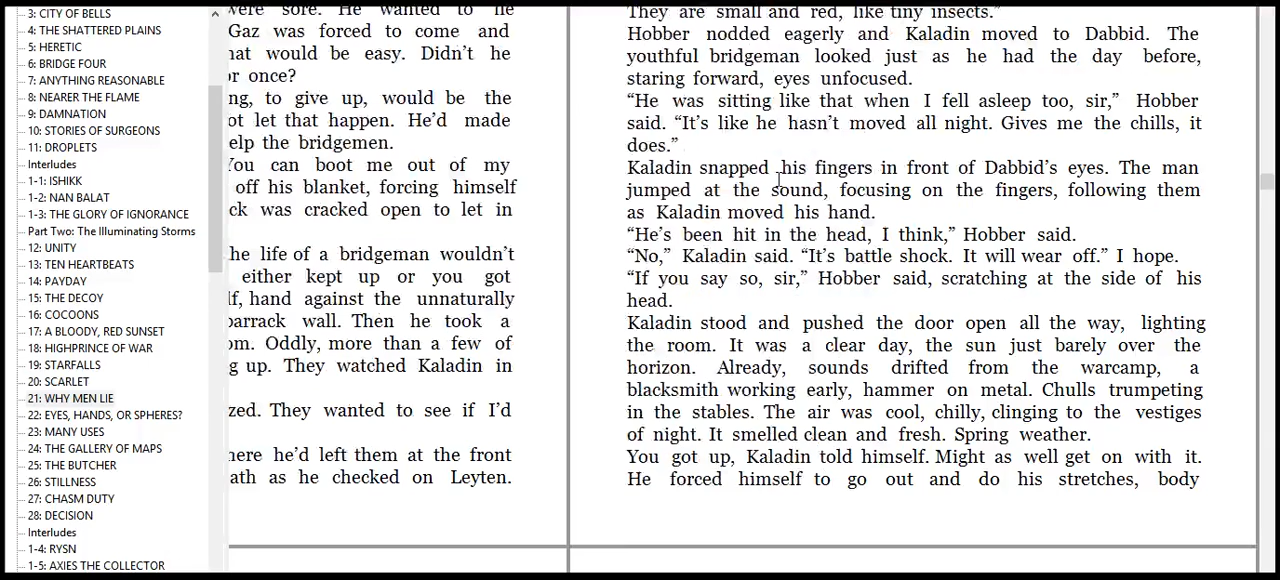 3: CITY OF BELLS
4: THE SHATTERED PLAINS
5: HERETIC
6: BRIDGE FOUR
7: ANYTHING REASONABLE
8: NEARER THE FLAME
9: DAMNATION
10: STORIES OF SURGEONS
11: DROPLETS
Interludes
1-1: ISHIKK
1-2: NAN BALAT
1-3: THE GLORY OF IGNORANCE
Part Two: The Illuminating Storms
12: UNITY
13: TEN HEARTBEATS
14: PAYDAY
15: THE DECOY
16: COCOONS
17: A BLOODY, RED SUNSET
18: HIGHPRINCE OF WAR
19: STARFALLS
20: SCARLET
21: WHY MEN LIE
22: EYES, HANDS, OR SPHERES?
23: MANY USES
24: THE GALLERY OF MAPS
25: THE BUTCHER
26: STILLNESS
27: CHASM DUTY
28: DECISION
Interludes
1-4: RYSN
1-5: AXIES THE COLLECTOR
were sore. He wanted to lie
Gaz was forced to come and
hat would be easy. Didn’t he
or once?
ng, to give up, would be the
ot let that happen. He’d made
elp the bridgemen.
You can boot me out of my
off his blanket, forcing himself
ck was cracked open to let in
he life of a bridgeman wouldn’t
either kept up or you got
lf, hand against the unnaturally
barrack wall. Then he took a
om. Oddly, more than a few of
g up. They watched Kaladin in
zed. They wanted to see if I’d
here he’d left them at the front
ath as he checked on Leyten.
They are small and red, like tiny insects.”
Hobber nodded eagerly and Kaladin moved to Dabbid. The
youthful bridgeman looked just as he had the day before,
staring forward, eyes unfocused.
“He was sitting like that when I fell asleep too, sir,” Hobber
said. “It’s like he hasn’t moved all night. Gives me the chills, it
does.”
Kaladin snapped his fingers in front of Dabbid’s eyes. The man
jumped at the sound, focusing on the fingers, following them
as Kaladin moved his hand.
“He’s been hit in the head, I think,” Hobber said.
“No,” Kaladin said. “It’s battle shock. It will wear off.” I hope.
“If you say so, sir,” Hobber said, scratching at the side of his
head.
Kaladin stood and pushed the door open all the way, lighting
the room. It was a clear day, the sun just barely over the
horizon. Already, sounds drifted from the warcamp, a
blacksmith working early, hammer on metal. Chulls trumpeting
in the stables. The air was cool, chilly, clinging to the vestiges
of night. It smelled clean and fresh. Spring weather.
You got up, Kaladin told himself. Might as well get on with it.
He forced himself to go out and do his stretches, body